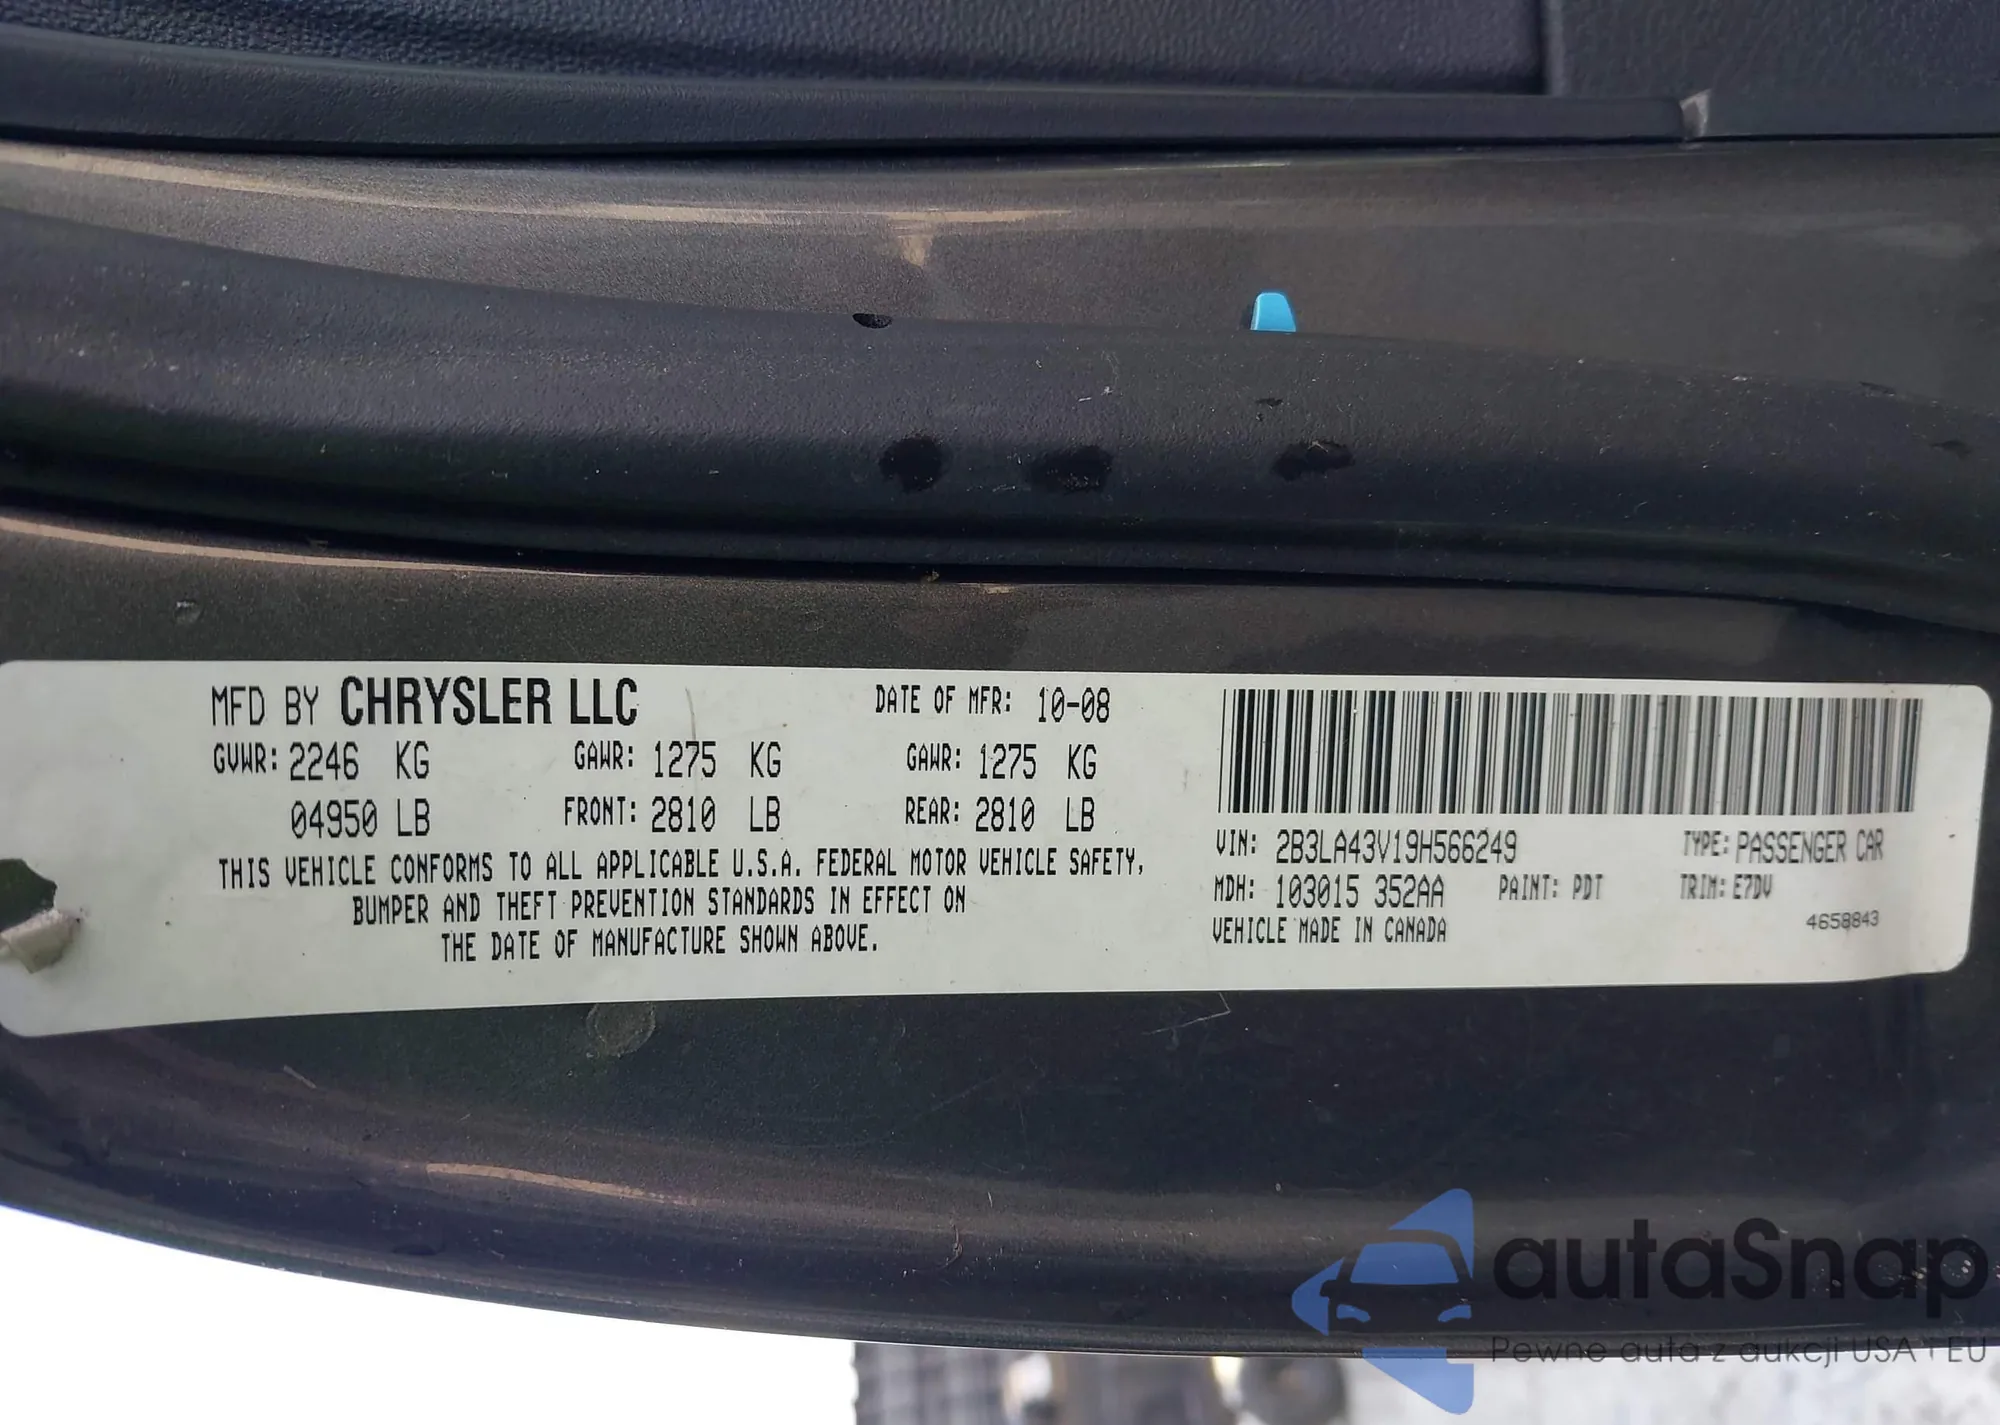 MFD BY CHRYSLER LLC
DATE OF MFR: 10-08
GVWR: 2246 KG
GAWR: 1275 KG
GAWR: 1275 KG
04950 LB
FRONT: 2810 LB
REAR: 2810 LB
THIS VEHICLE CONFORMS TO ALL APPLICABLE U.S.A. FEDERAL MOTOR VEHICLE SAFETY,
BUMPER AND THEFT PREVENTION STANDARDS IN EFFECT ON
THE DATE OF MANUFACTURE SHOWN ABOVE.
VIN: 2B3LA43V19H566249
TYPE: PASSENGER CAR
MDH: 103015 352AA
PAINT: PDT
TRIM: E7DV
VEHICLE MADE IN CANADA
4658843
autaSnap
Pewne auta z aukcji USA i EU